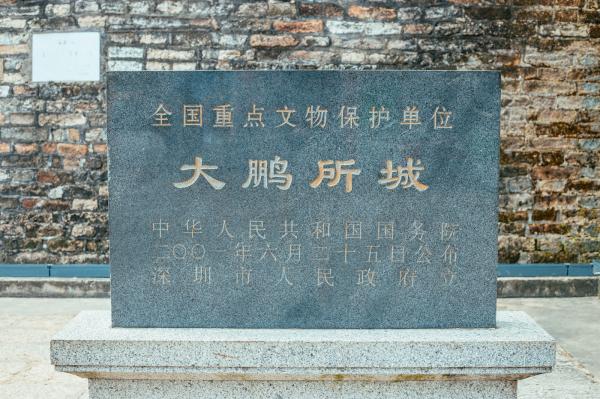 全国重点文物保护单位
大鹏所城
中华人民共和国国务院
二〇〇一年六月二十五日公布
深圳市人民政府立